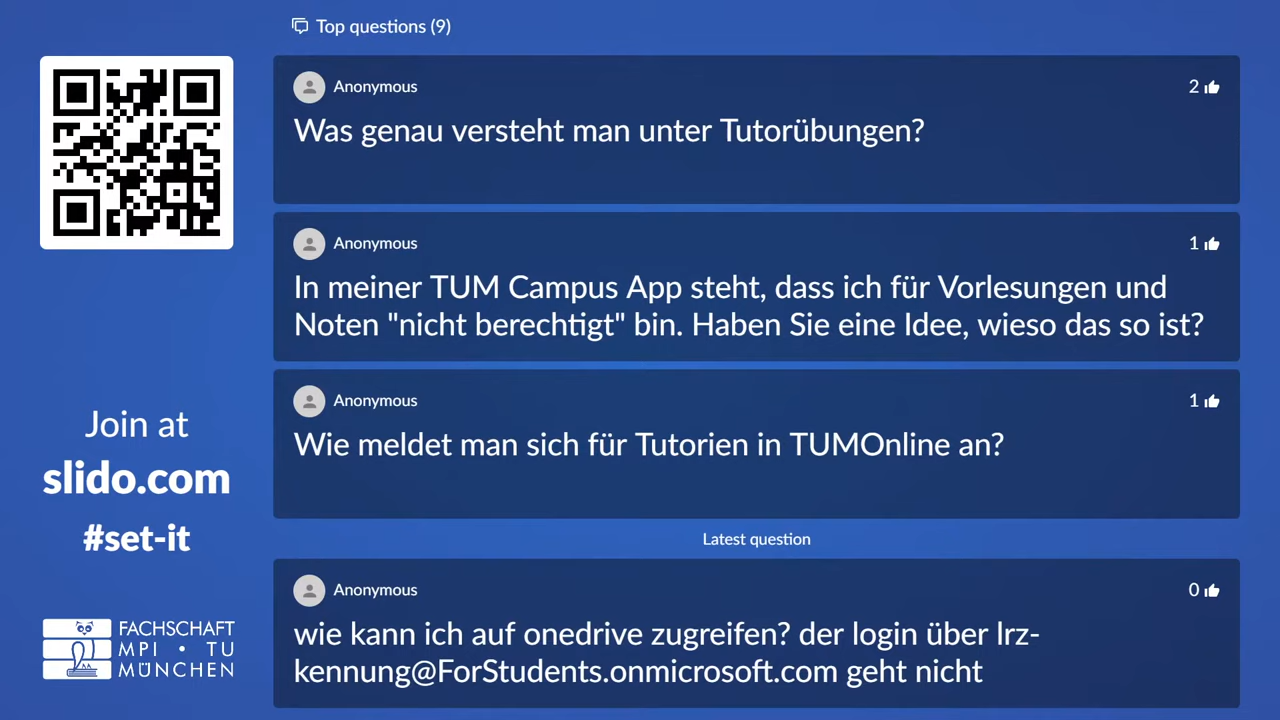 Top questions (9)
Anonymous
2
Was genau versteht man unter Tutorübungen?
Anonymous
1
In meiner TUM Campus App steht, dass ich für Vorlesungen und
Noten "nicht berechtigt" bin. Haben Sie eine Idee, wieso das so ist?
Anonymous
1
Wie meldet man sich für Tutorien in TUMOnline an?
Latest question
Anonymous
0
wie kann ich auf onedrive zugreifen? der login über lrz-
kennung@ForStudents.onmicrosoft.com geht nicht
Join at
slido.com
#set-it
FACHSCHAFT
MPI • TU
MÜNCHEN